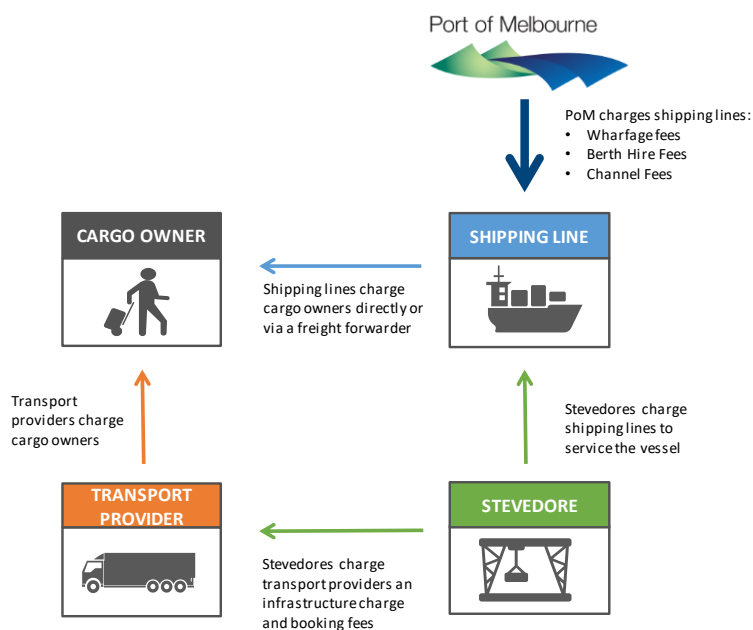 Port of Melbourne
PoM charges shipping lines:
• Wharfage fees
• Berth Hire Fees
• Channel Fees
CARGO OWNER
SHIPPING LINE
Shipping lines charge
cargo owners directly or
via a freight forwarder
Transport
providers charge
cargo owners
Stevedores charge
shipping lines to
service the vessel
TRANSPORT
PROVIDER
STEVEDORE
Stevedores charge
transport providers an
infrastructure charge
and booking fees